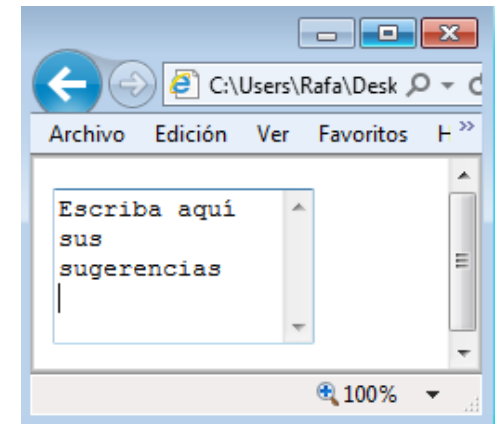 C:\Users\Rafa\Desk
Archivo Edición Ver Favoritos H »
Escriba aquí
sus
sugerencias
100%